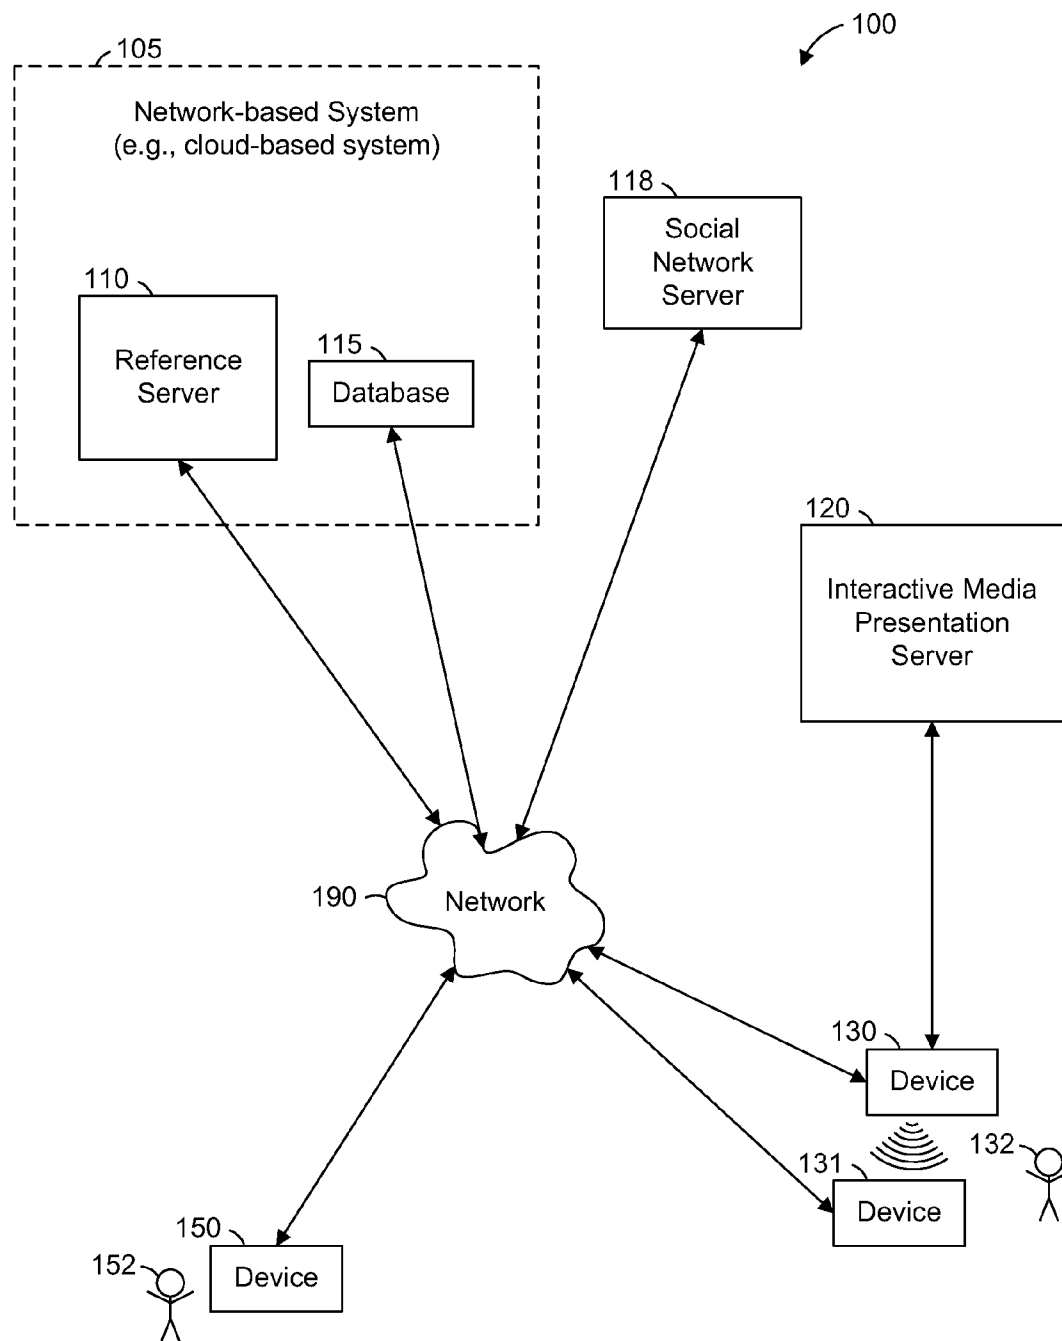 100
105
Network-based System
(e.g., cloud-based system)
118
Social
Network
Server
110
Reference
Server
115
Database
120
Interactive Media
Presentation
Server
190
Network
130
Device
131
Device
132
150
Device
152